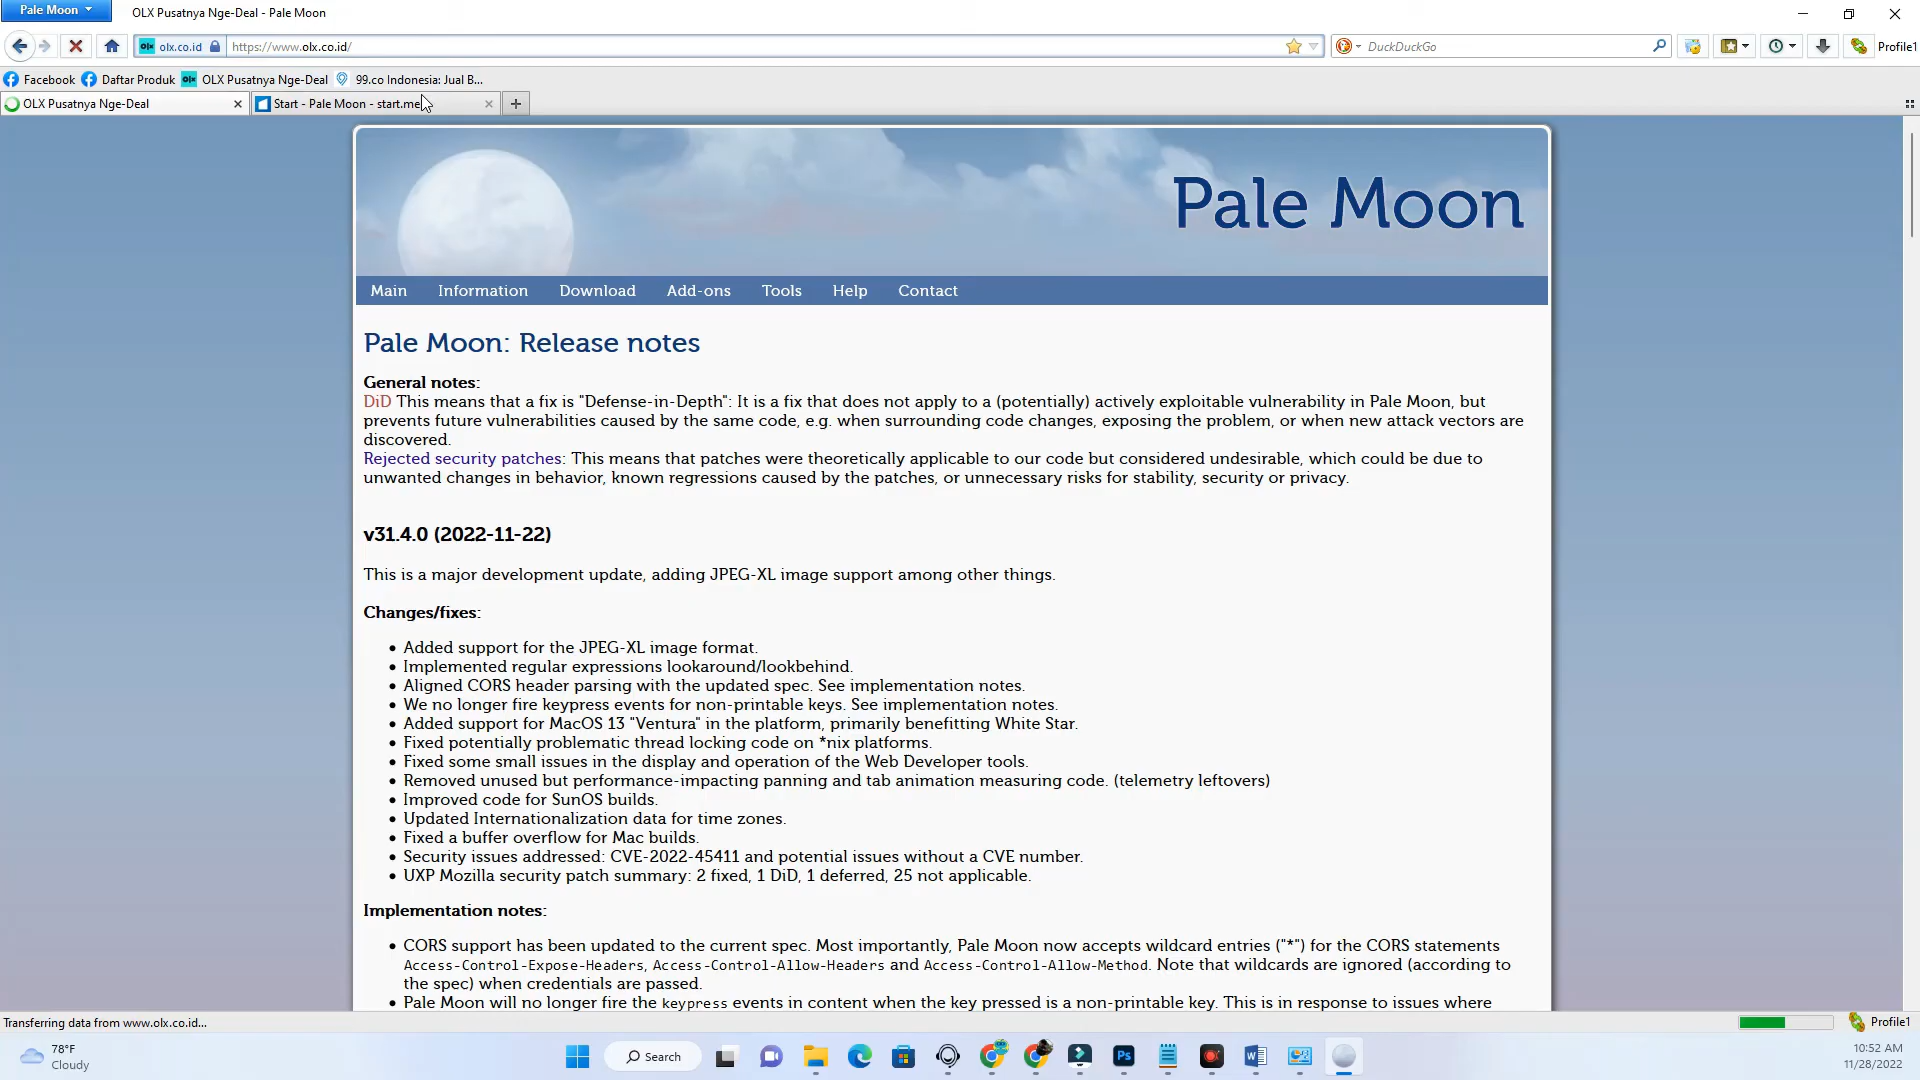 Pale Moon
OLX Pusatnya Nge-Deal - Pale Moon
olx.co.id
https://www.olx.co.id/
DuckDuckGo
Profile1
Facebook
Daftar Produk
OLX Pusatnya Nge-Deal
99.co Indonesia: Jual B...
OLX Pusatnya Nge-Deal
Start - Pale Moon - start.me
Pale Moon
Main
Information
Download
Add-ons
Tools
Help
Contact
Pale Moon: Release notes
General notes:
DiD This means that a fix is "Defense-in-Depth": It is a fix that does not apply to a (potentially) actively exploitable vulnerability in Pale Moon, but
prevents future vulnerabilities caused by the same code, e.g. when surrounding code changes, exposing the problem, or when new attack vectors are
discovered.
Rejected security patches: This means that patches were theoretically applicable to our code but considered undesirable, which could be due to
unwanted changes in behavior, known regressions caused by the patches, or unnecessary risks for stability, security or privacy.
v31.4.0 (2022-11-22)
This is a major development update, adding JPEG-XL image support among other things.
Changes/fixes:
• Added support for the JPEG-XL image format.
• Implemented regular expressions lookaround/lookbehind.
• Aligned CORS header parsing with the updated spec. See implementation notes.
• We no longer fire keypress events for non-printable keys. See implementation notes.
• Added support for MacOS 13 "Ventura" in the platform, primarily benefitting White Star.
• Fixed potentially problematic thread locking code on *nix platforms.
• Fixed some small issues in the display and operation of the Web Developer tools.
• Removed unused but performance-impacting panning and tab animation measuring code. (telemetry leftovers)
• Improved code for SunOS builds.
• Updated Internationalization data for time zones.
• Fixed a buffer overflow for Mac builds.
• Security issues addressed: CVE-2022-45411 and potential issues without a CVE number.
• UXP Mozilla security patch summary: 2 fixed, 1 DiD, 1 deferred, 25 not applicable.
Implementation notes:
• CORS support has been updated to the current spec. Most importantly, Pale Moon now accepts wildcard entries ("*") for the CORS statements
Access-Control-Expose-Headers, Access-Control-Allow-Headers and Access-Control-Allow-Method. Note that wildcards are ignored (according to
the spec) when credentials are passed.
• Pale Moon will no longer fire the keypress events in content when the key pressed is a non-printable key. This is in response to issues where
Transferring data from www.olx.co.id...
Profile1
78°F
Cloudy
Search
Ps
10:52 AM
11/28/2022